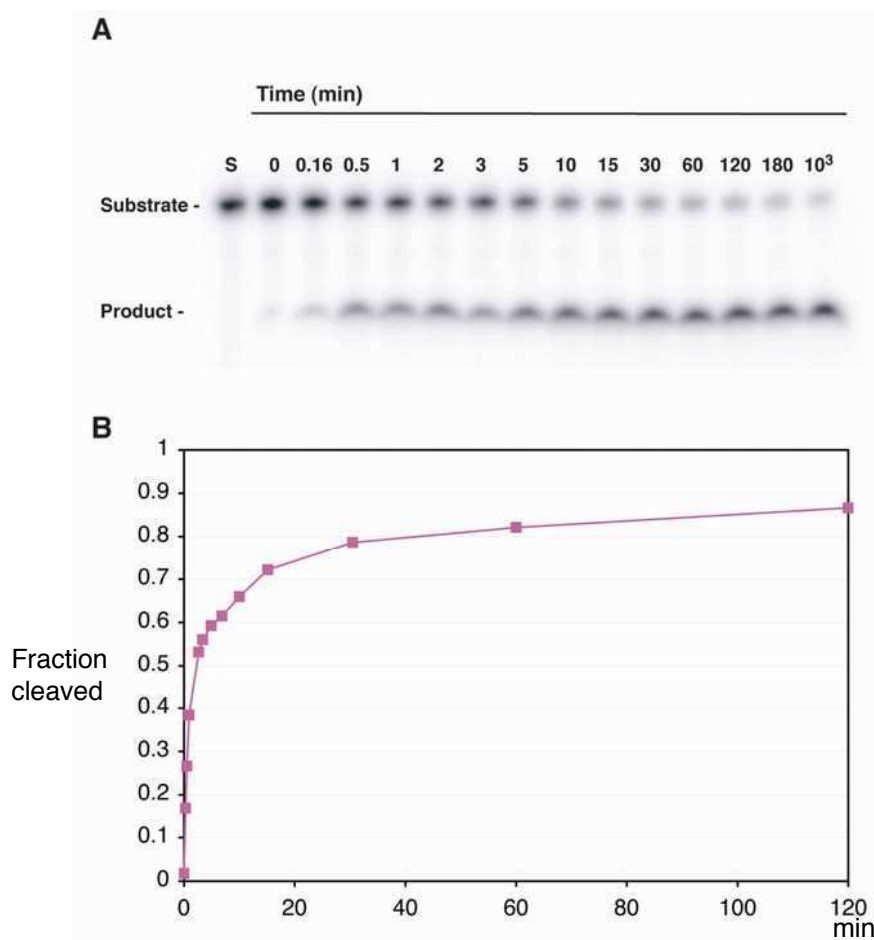 A
Time (min)
S 0 0.16 0.5 1 2 3 5 10 15 30 60 120 180 10³
Substrate -
Product -
B
1
0.9
0.8
0.7
0.6
0.5
0.4
0.3
0.2
0.1
0
Fraction
cleaved
0 20 40 60 80 100 120
min